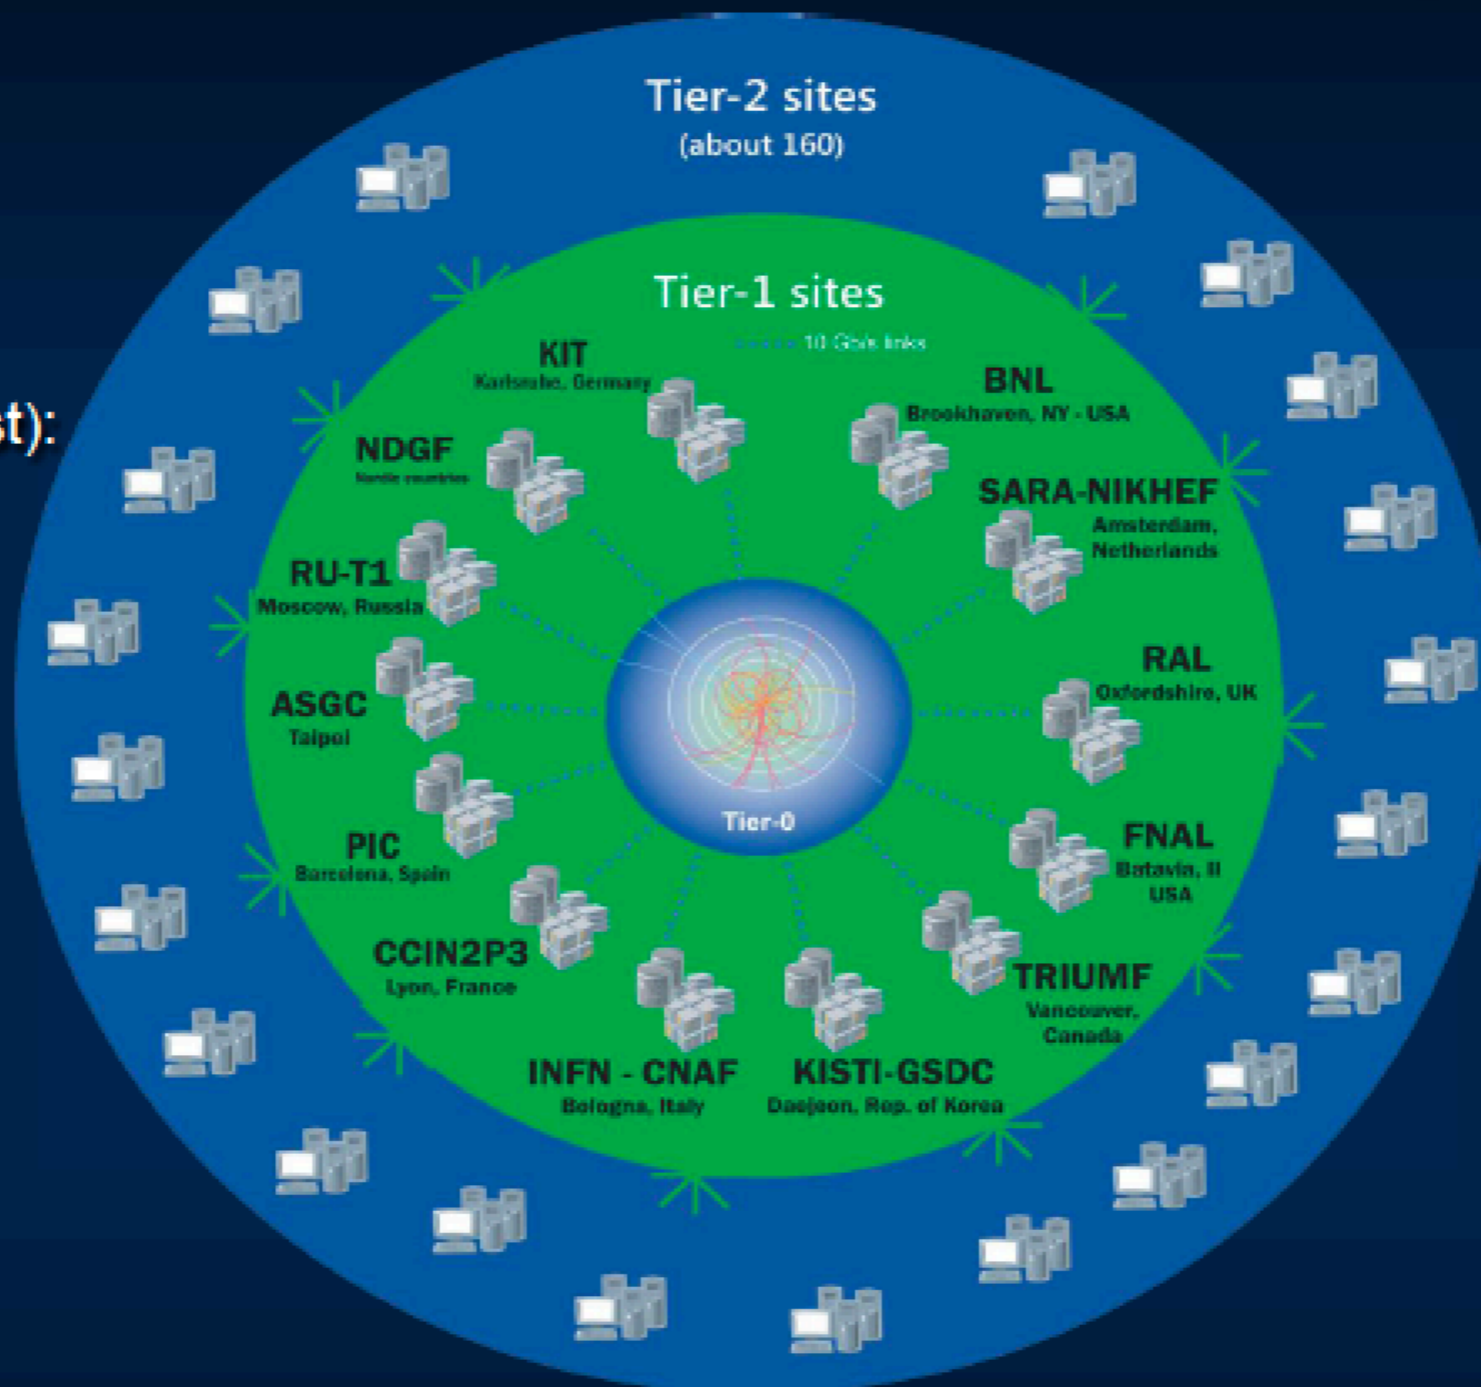 Tier-2 sites
(about 160)
st):
Tier-1 sites
10 Gb/s links
KIT
Karlsruhe, Germany
BNL
Brookhaven, NY - USA
NDGF
Nordic countries
SARA-NIKHEF
Amsterdam,
Netherlands
RU-T1
Moscow, Russia
RAL
Oxfordshire, UK
ASGC
Taipei
Tier-0
FNAL
Batavia, Il
USA
PIC
Barcelona, Spain
CCIN2P3
Lyon, France
TRIUMF
Vancouver,
Canada
INFN - CNAF
Bologna, Italy
KISTI-GSDC
Daejeon, Rep. of Korea